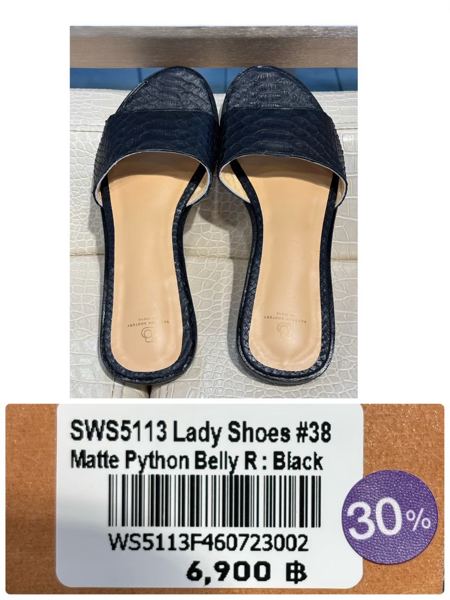 SWS5113 Lady Shoes #38
Matte Python Belly R : Black
WS5113F460723002
6,900 ฿
30%